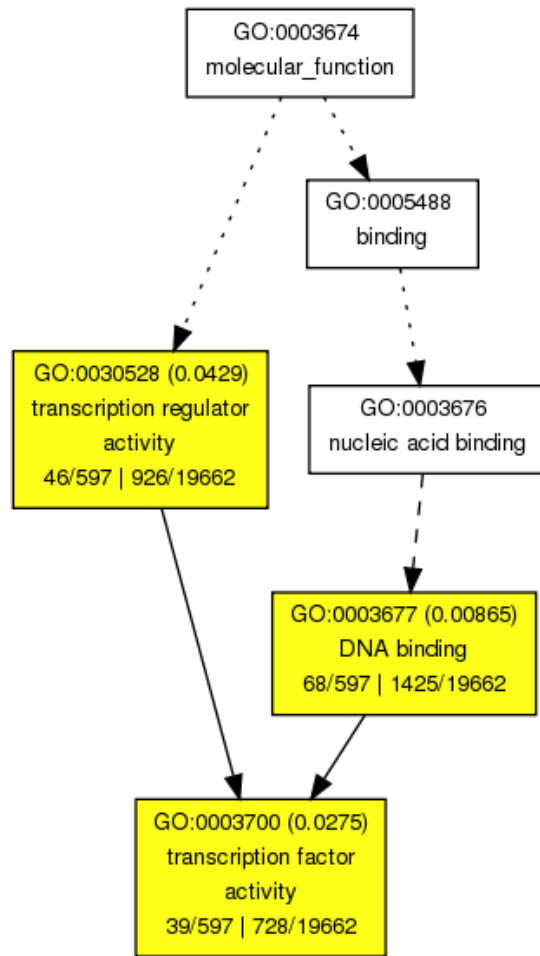 GO:0003674
molecular_function
GO:0005488
binding
GO:0030528 (0.0429)
transcription regulator
activity
46/597 | 926/19662
GO:0003676
nucleic acid binding
GO:0003677 (0.00865)
DNA binding
68/597 | 1425/19662
GO:0003700 (0.0275)
transcription factor
activity
39/597 | 728/19662